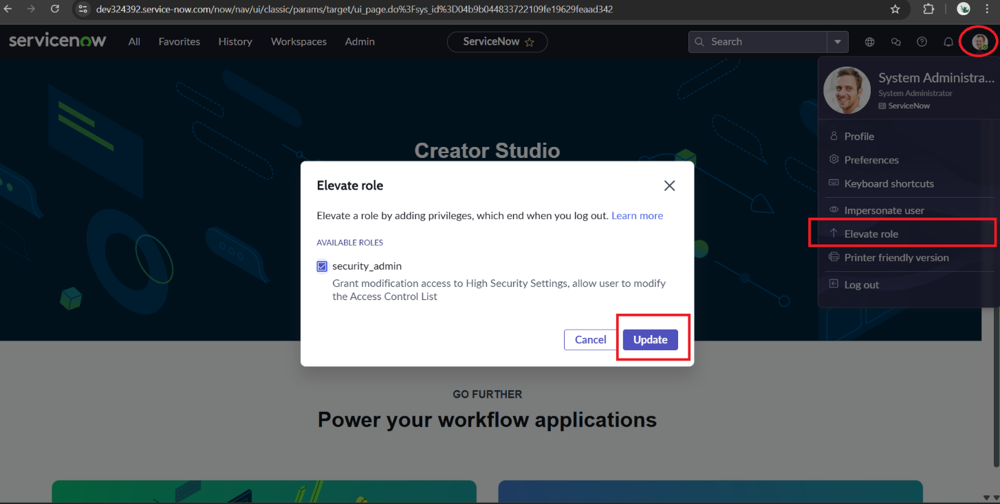 dev324392.service-now.com/now/nav/ui/classic/params/target/ui_page.do%3Fsys_id%3D04b9b044833722109fe19629feaad342
servicenow
All
Favorites
History
Workspaces
Admin
ServiceNow
Search
System Administra...
System Administrator
ServiceNow
Profile
Preferences
Keyboard shortcuts
Impersonate user
Elevate role
Printer friendly version
Log out
Creator Studio
Elevate role
Elevate a role by adding privileges, which end when you log out. Learn more
AVAILABLE ROLES
security_admin
Grant modification access to High Security Settings, allow user to modify
the Access Control List
Cancel
Update
GO FURTHER
Power your workflow applications